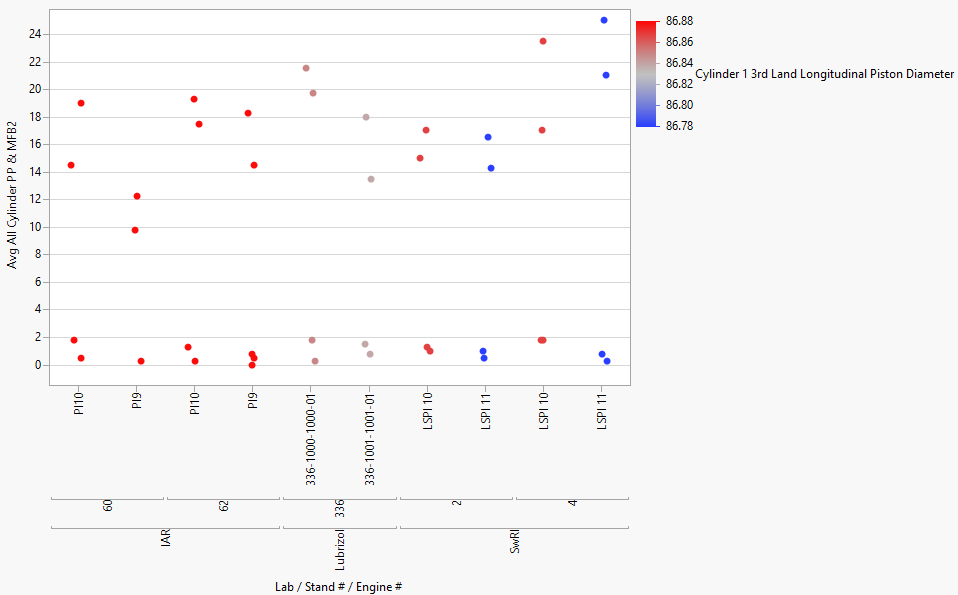 24
22
20
18
16
14
12
10
8
6
4
2
0
Avg All Cylinder PP & MFB2
86.88
86.86
86.84
86.82
86.80
86.78
Cylinder 1 3rd Land Longitudinal Piston Diameter
PI10
PI9
PI10
PI9
336-1000-1000-01
336-1001-1001-01
LSPI 10
LSPI 11
LSPI 10
LSPI 11
60
62
336
2
4
IAR
Lubrizol
SwRI
Lab / Stand # / Engine #